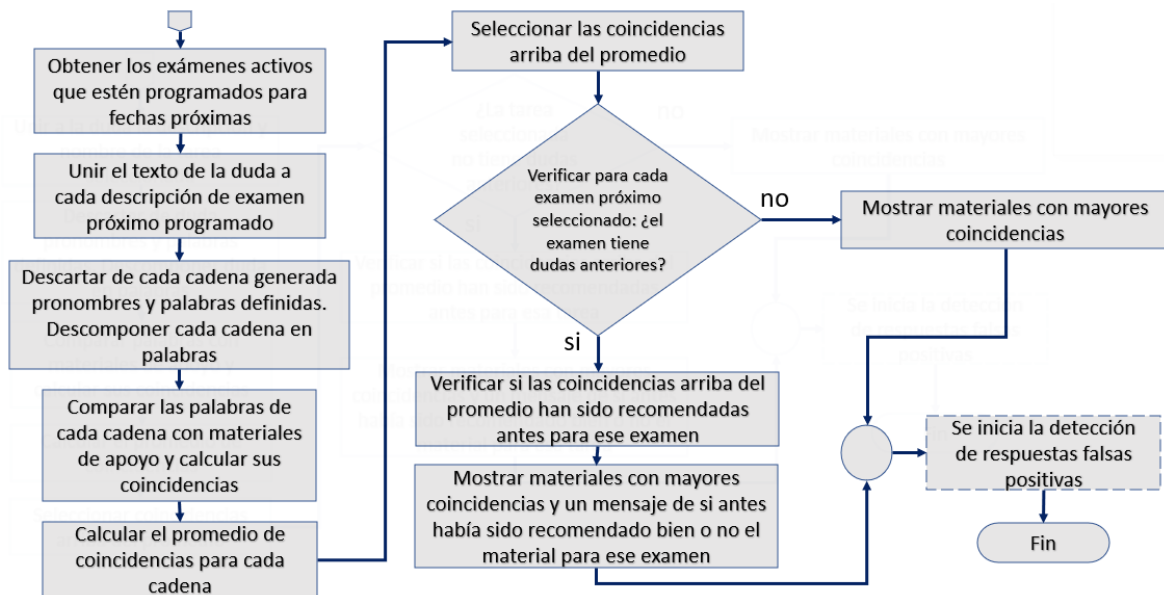 Obtener los exámenes activos
que estén programados para
fechas próximas
Unir el texto de la duda a
cada descripción de examen
próximo programado
Descartar de cada cadena generada
pronombres y palabras definidas.
Descomponer cada cadena en
palabras
Comparar las palabras de
cada cadena con materiales
de apoyo y calcular sus
coincidencias
Calcular el promedio de
coincidencias para cada
cadena
Seleccionar las coincidencias
arriba del promedio
Verificar para cada
examen próximo
seleccionado: ¿el
examen tiene
dudas anteriores?
no
Mostrar materiales con mayores
coincidencias
si
Verificar si las coincidencias arriba del
promedio han sido recomendadas
antes para ese examen
Mostrar materiales con mayores
coincidencias y un mensaje de si antes
había sido recomendado bien o no el
material para ese examen
Se inicia la detección
de respuestas falsas
positivas
Fin